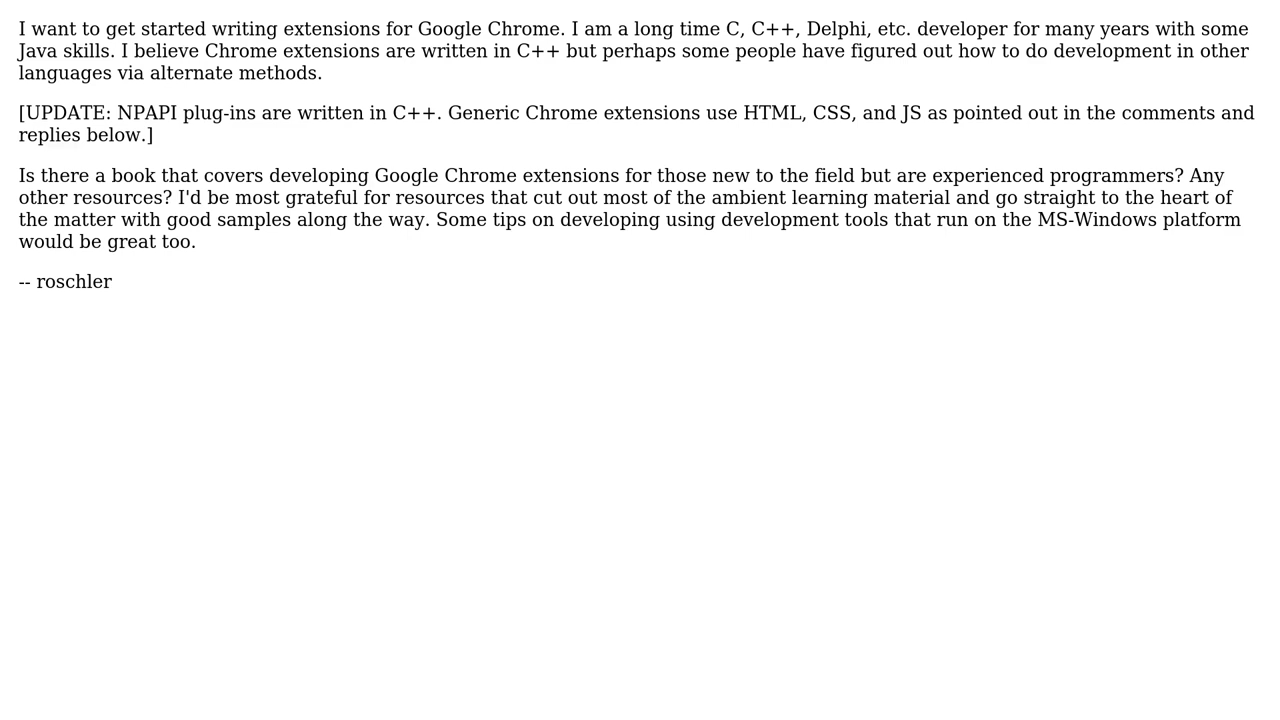 I want to get started writing extensions for Google Chrome. I am a long time C, C++, Delphi, etc. developer for many years with some
Java skills. I believe Chrome extensions are written in C++ but perhaps some people have figured out how to do development in other
languages via alternate methods.
[UPDATE: NPAPI plug-ins are written in C++. Generic Chrome extensions use HTML, CSS, and JS as pointed out in the comments and
replies below.]
Is there a book that covers developing Google Chrome extensions for those new to the field but are experienced programmers? Any
other resources? I'd be most grateful for resources that cut out most of the ambient learning material and go straight to the heart of
the matter with good samples along the way. Some tips on developing using development tools that run on the MS-Windows platform
would be great too.
-- roschler